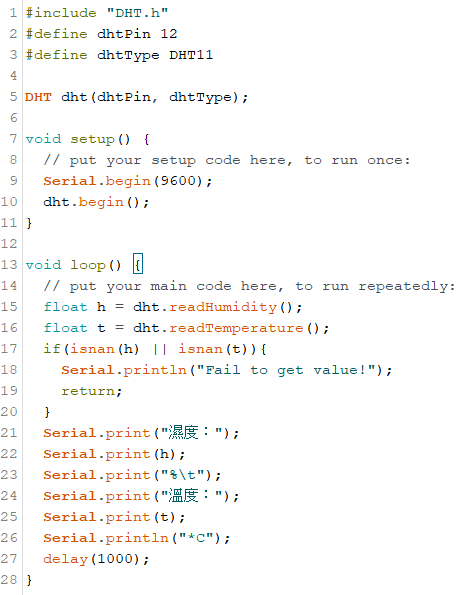 1 #include "DHT.h"
2 #define dhtPin 12
3 #define dhtType DHT11
4
5 DHT dht(dhtPin, dhtType);
6
7 void setup() {
8   // put your setup code here, to run once:
9   Serial.begin(9600);
10   dht.begin();
11 }
12
13 void loop() {
14   // put your main code here, to run repeatedly:
15   float h = dht.readHumidity();
16   float t = dht.readTemperature();
17   if(isnan(h) || isnan(t)){
18     Serial.println("Fail to get value!");
19     return;
20   }
21   Serial.print("濕度：");
22   Serial.print(h);
23   Serial.print("%\t");
24   Serial.print("溫度：");
25   Serial.print(t);
26   Serial.println("*C");
27   delay(1000);
28 }